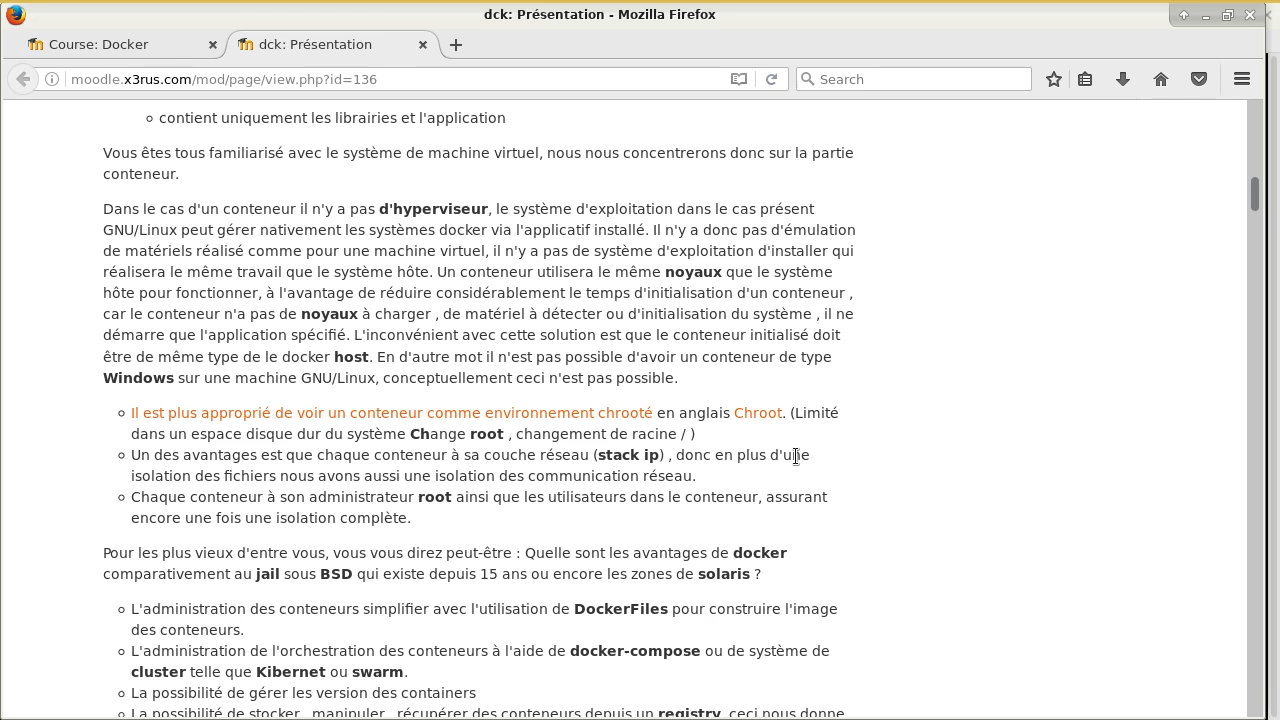 dck: Présentation - Mozilla Firefox
Course: Docker
dck: Présentation
moodle.x3rus.com/mod/page/view.php?id=136
Search
contient uniquement les librairies et l'application
Vous êtes tous familiarisé avec le système de machine virtuel, nous nous concentrerons donc sur la partie
conteneur.
Dans le cas d'un conteneur il n'y a pas d'hyperviseur, le système d'exploitation dans le cas présent
GNU/Linux peut gérer nativement les systèmes docker via l'applicatif installé. Il n'y a donc pas d'émulation
de matériels réalisé comme pour une machine virtuel, il n'y a pas de système d'exploitation d'installer qui
réalisera le même travail que le système hôte. Un conteneur utilisera le même noyaux que le système
hôte pour fonctionner, à l'avantage de réduire considérablement le temps d'initialisation d'un conteneur ,
car le conteneur n'a pas de noyaux à charger , de matériel à détecter ou d'initialisation du système , il ne
démarre que l'application spécifié. L'inconvénient avec cette solution est que le conteneur initialisé doit
être de même type de le docker host. En d'autre mot il n'est pas possible d'avoir un conteneur de type
Windows sur une machine GNU/Linux, conceptuellement ceci n'est pas possible.
Il est plus approprié de voir un conteneur comme environnement chrooté en anglais Chroot. (Limité
dans un espace disque dur du système Change root , changement de racine / )
Un des avantages est que chaque conteneur à sa couche réseau (stack ip) , donc en plus d'une
isolation des fichiers nous avons aussi une isolation des communication réseau.
Chaque conteneur à son administrateur root ainsi que les utilisateurs dans le conteneur, assurant
encore une fois une isolation complète.
Pour les plus vieux d'entre vous, vous vous direz peut-être : Quelle sont les avantages de docker
comparativement au jail sous BSD qui existe depuis 15 ans ou encore les zones de solaris ?
L'administration des conteneurs simplifier avec l'utilisation de DockerFiles pour construire l'image
des conteneurs.
L'administration de l'orchestration des conteneurs à l'aide de docker-compose ou de système de
cluster telle que Kibernet ou swarm.
La possibilité de gérer les version des containers
La possibilité de stocker , manipuler , récupérer des conteneurs depuis un registry, ceci nous donne